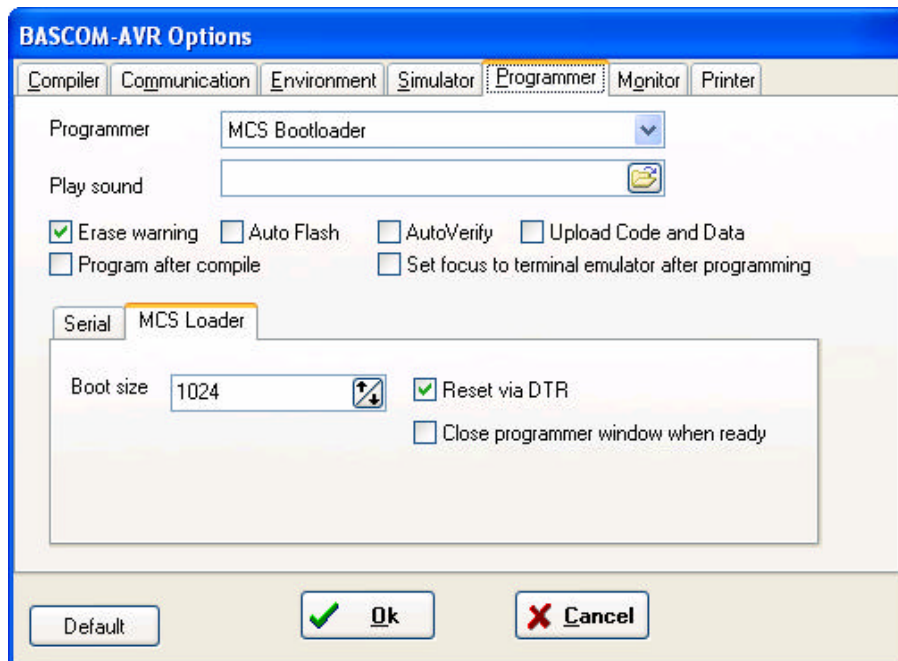 BASCOM-AVR Options
Compiler Communication Environment Simulator Programmer Monitor Printer
Programmer MCS Bootloader
Play sound
Erase warning Auto Flash AutoVerify Upload Code and Data
Program after compile Set focus to terminal emulator after programming
Serial MCS Loader
Boot size 1024 Reset via DTR
Close programmer window when ready
Default Ok Cancel